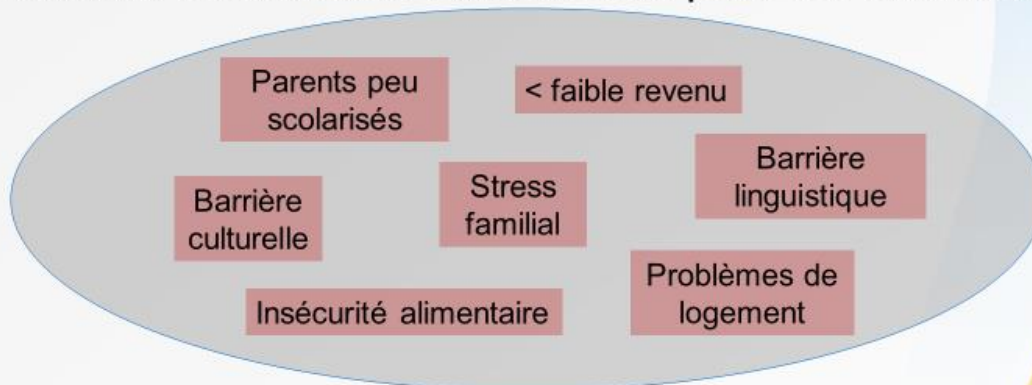 Parents peu
scolarisés
< faible revenu
Barrière
linguistique
Barrière
culturelle
Stress
familial
Problèmes de
logement
Insécurité alimentaire